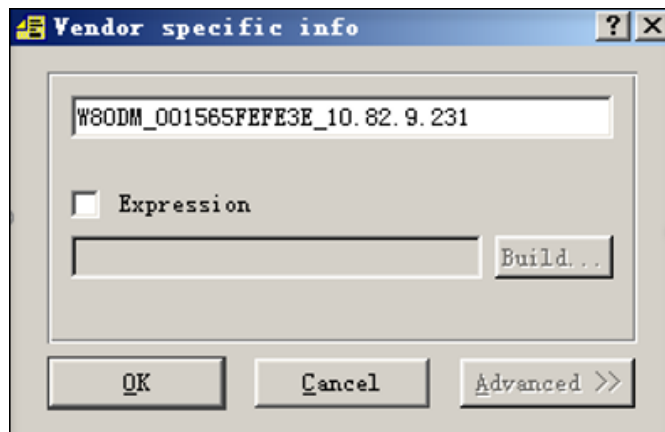 Vendor specific info
W80DM_001565FEFE3E_10.82.9.231
Expression
Build...
OK
Cancel
Advanced >>